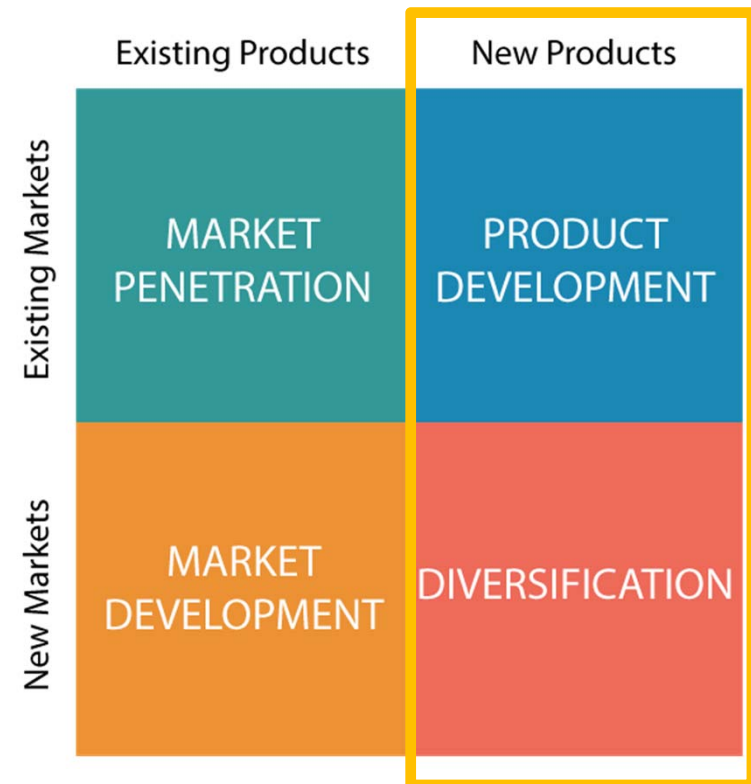 Existing Products
New Products
Existing Markets
MARKET
PENETRATION
PRODUCT
DEVELOPMENT
New Markets
MARKET
DEVELOPMENT
DIVERSIFICATION